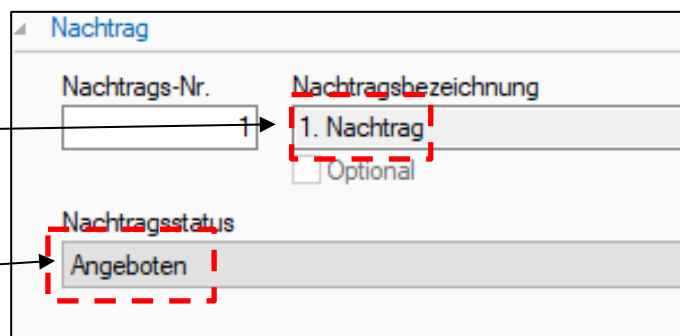 Nachtrag
Nachtrags-Nr. Nachtragsbezeichnung
1 1. Nachtrag
Optional
Nachtragsstatus
Angeboten